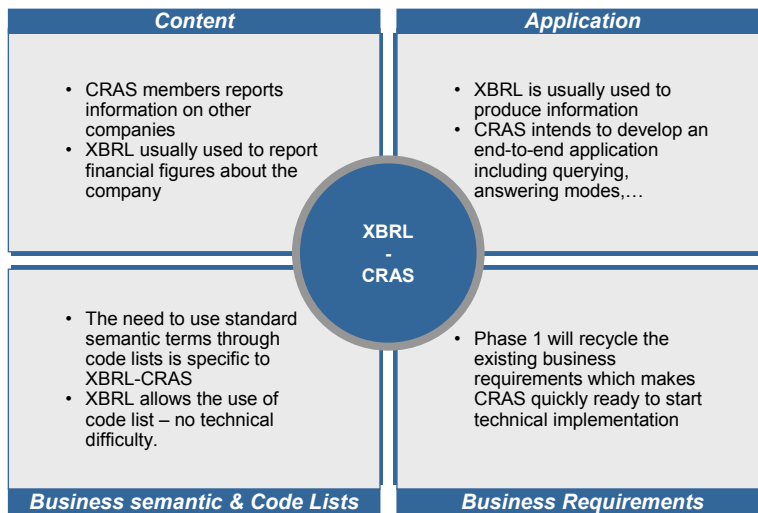 Content
• CRAS members reports
information on other
companies
• XBRL usually used to report
financial figures about the
company
Application
• XBRL is usually used to
produce information
• CRAS intends to develop an
end-to-end application
including querying,
answering modes,…
XBRL
-
CRAS
• The need to use standard
semantic terms through
code lists is specific to
XBRL-CRAS
• XBRL allows the use of
code list – no technical
difficulty.
Business semantic & Code Lists
• Phase 1 will recycle the
existing business
requirements which makes
CRAS quickly ready to start
technical implementation
Business Requirements